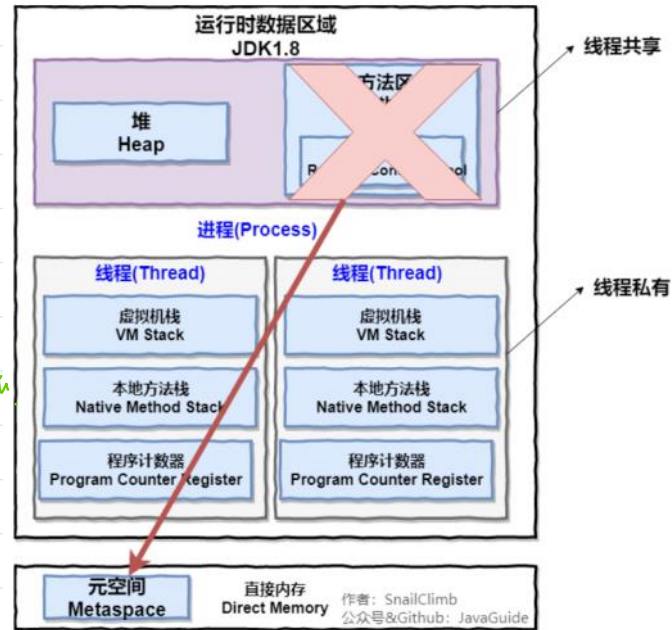 运行时数据区域
JDK1.8
线程共享
堆
Heap
方法区
进程(Process)
线程(Thread)
线程(Thread)
线程私有
虚拟机栈
VM Stack
虚拟机栈
VM Stack
本地方法栈
Native Method Stack
本地方法栈
Native Method Stack
程序计数器
Program Counter Register
程序计数器
Program Counter Register
元空间
Metaspace
直接内存
Direct Memory
作者：SnailClimb
公众号&Github：JavaGuide